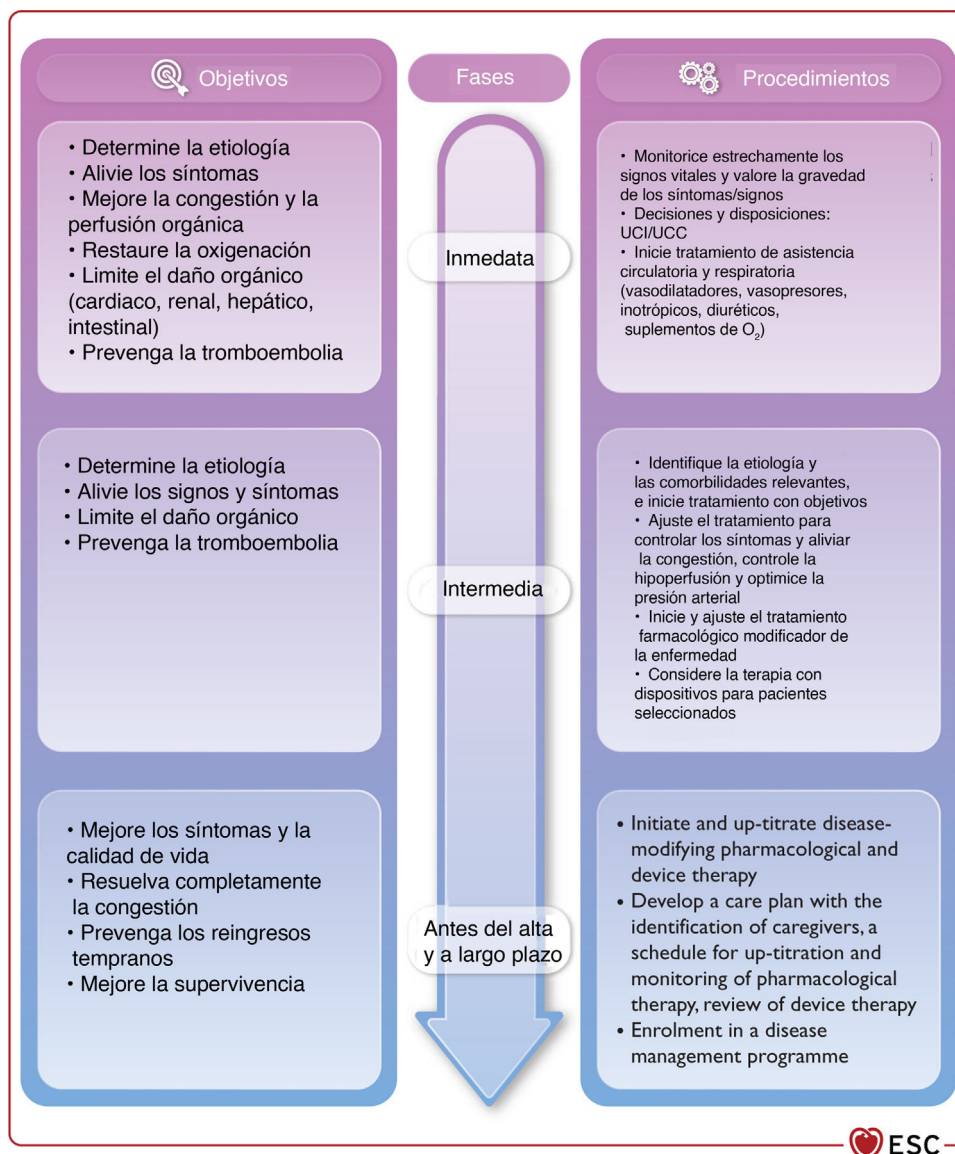 Objetivos
Fases
Procedimientos
• Determine la etiología
• Alivie los síntomas
• Mejore la congestión y la
perfusión orgánica
• Restaure la oxigenación
• Limite el daño orgánico
(cardiaco, renal, hepático,
intestinal)
• Prevenga la tromboembolia
Inmedata
• Monitorice estrechamente los
signos vitales y valore la gravedad
de los síntomas/signos
• Decisiones y disposiciones:
UCI/UCC
• Inicie tratamiento de asistencia
circulatoria y respiratoria
(vasodilatadores, vasopresores,
inotrópicos, diuréticos,
suplementos de O₂)
• Determine la etiología
• Alivie los signos y síntomas
• Limite el daño orgánico
• Prevenga la tromboembolia
Intermedia
• Identifique la etiología y
las comorbilidades relevantes,
e inicie tratamiento con objetivos
• Ajuste el tratamiento para
controlar los síntomas y aliviar
la congestión, controle la
hipoperfusión y optimice la
presión arterial
• Inicie y ajuste el tratamiento
farmacológico modificador de
la enfermedad
• Considere la terapia con
dispositivos para pacientes
seleccionados
• Mejore los síntomas y la
calidad de vida
• Resuelva completamente
la congestión
• Prevenga los reingresos
tempranos
• Mejore la supervivencia
Antes del alta
y a largo plazo
• Initiate and up-titrate disease-
modifying pharmacological and
device therapy
• Develop a care plan with the
identification of caregivers, a
schedule for up-titration and
monitoring of pharmacological
therapy, review of device therapy
• Enrolment in a disease
management programme
ESC